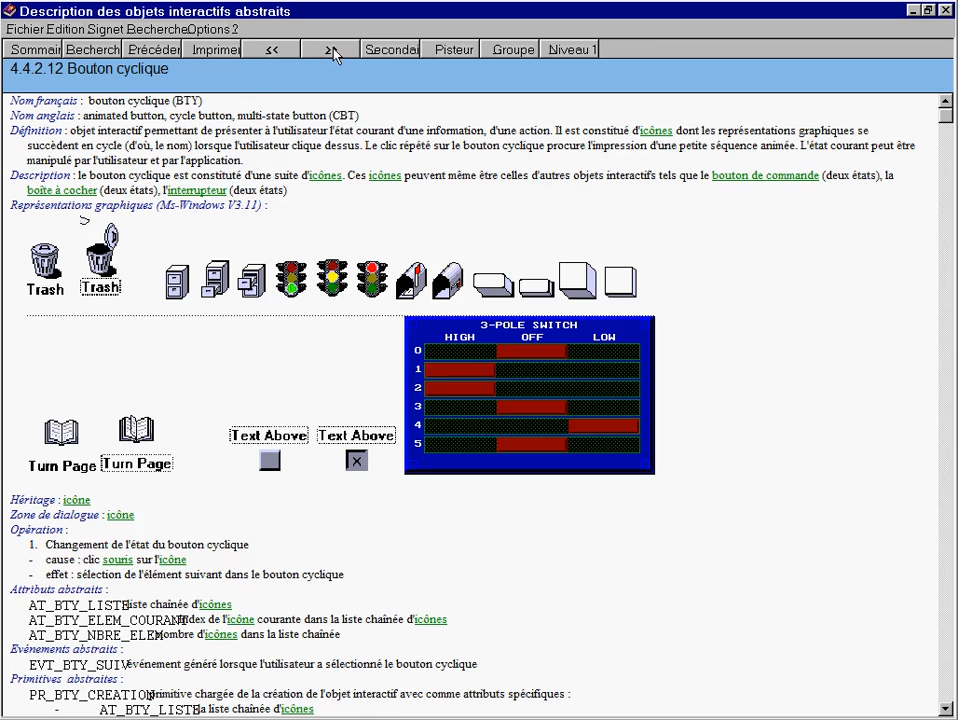 Description des objets interactifs abstraits
Fichier Edition Signet Becherche Options ?
Sommai Becherch Précéder Imprimer << >> Secondai Pisteur Groupe Niveau 1
4.4.2.12 Bouton cyclique
Nom français : bouton cyclique (BTY)
Nom anglais : animated button, cycle button, multi-state button (CBT)
Définition : objet interactif permettant de présenter à l'utilisateur l'état courant d'une information, d'une action. Il est constitué d'icônes dont les représentations graphiques se
succèdent en cycle (d'où, le nom) lorsque l'utilisateur clique dessus. Le clic répété sur le bouton cyclique procure l'impression d'une petite séquence animée. L'état courant peut être
manipulé par l'utilisateur et par l'application.
Description : le bouton cyclique est constituté d'une suite d'icônes. Ces icônes peuvent même être celles d'autres objets interactifs tels que le bouton de commande (deux états), la
boîte à cocher (deux états), l'interrupteur (deux états)
Représentations graphiques (Ms-Windows V3.11) :
Trash Trash
3-POLE SWITCH
HIGH OFF LOW
0
1
2
3
4
5
Text Above Text Above
Turn Page Turn Page
Héritage : icône
Zone de dialogue : icône
Opération :
1. Changement de l'état du bouton cyclique
- cause : clic souris sur l'icône
- effet : sélection de l'élément suivant dans le bouton cyclique
Attributs abstraits :
AT_BTY_LISTE liste chaînée d'icônes
AT_BTY_ELEM_COURANT index de l'icône courante dans la liste chaînée d'icônes
AT_BTY_NBRE_ELEM nombre d'icônes dans la liste chaînée
Evénements abstraits :
EVT_BTY_SUIV événement généré lorsque l'utilisateur a sélectionné le bouton cyclique
Primitives abstraites :
PR_BTY_CREATION primitive chargée de la création de l'objet interactif avec comme attributs spécifiques :
- AT_BTY_LISTE la liste chaînée d'icônes